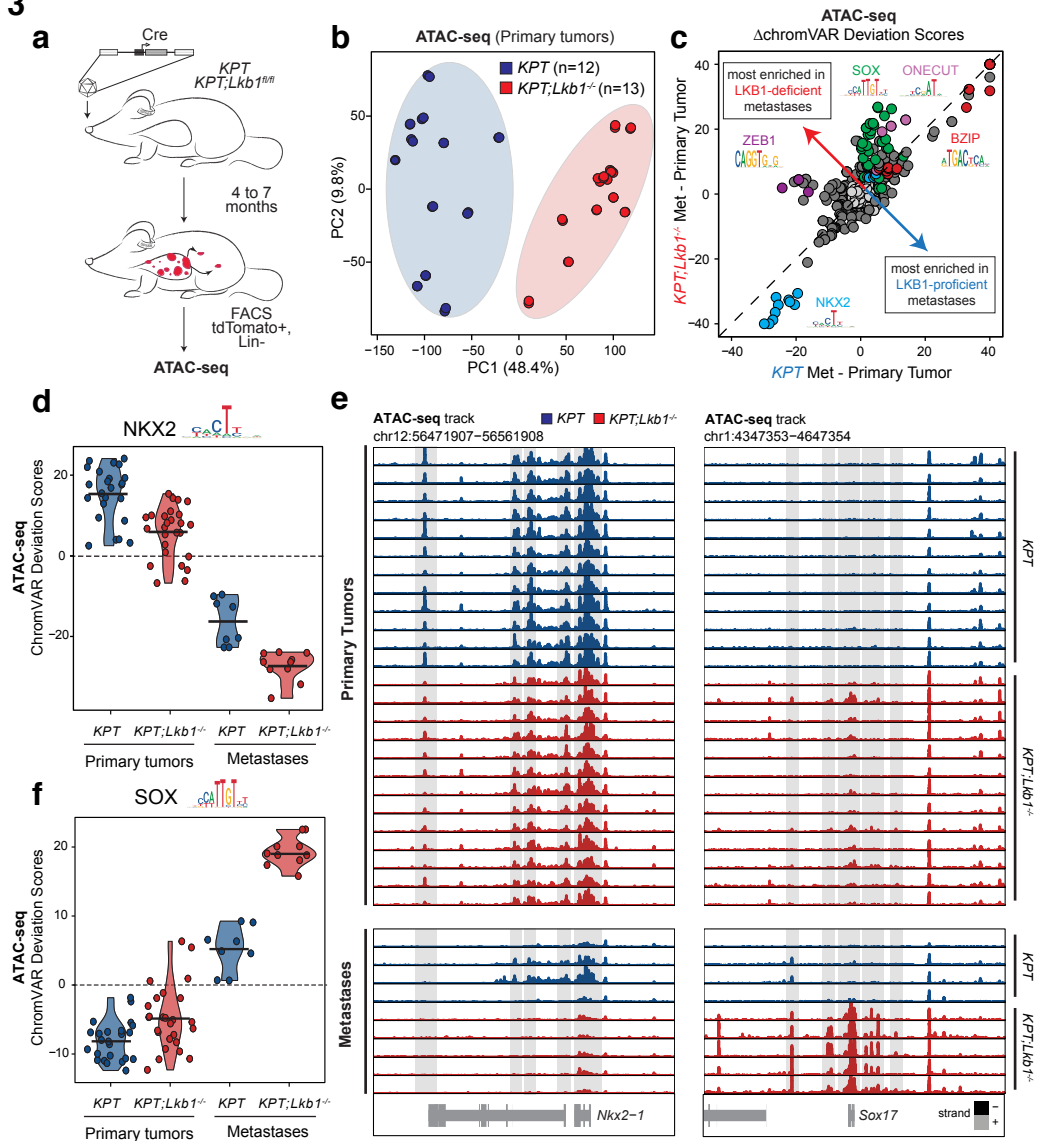 3
a
Cre
KPT
KPT;Lkb1fl/fl
4 to 7
months
FACS
tdTomato+,
Lin-
ATAC-seq
b
ATAC-seq (Primary tumors)
KPT (n=12)
KPT;Lkb1-/- (n=13)
PC2 (9.8%)
50
0
−50
−150
−100
−50
0
50
100
PC1 (48.4%)
c
ATAC-seq
ΔchromVAR Deviation Scores
KPT;Lkb1-/- Met - Primary Tumor
40
20
0
−20
−40
most enriched in
LKB1-deficient
metastases
SOX
ONECUT
ZEB1
BZIP
NKX2
most enriched in
LKB1-proficient
metastases
−40
−20
0
20
40
KPT Met - Primary Tumor
d
NKX2
ATAC-seq
ChromVAR Deviation Scores
20
0
−20
KPT
KPT;Lkb1-/-
KPT
KPT;Lkb1-/-
Primary tumors
Metastases
e
ATAC-seq track
chr12:56471907−56561908
KPT
KPT;Lkb1-/-
ATAC-seq track
chr1:4347353−4647354
Primary Tumors
KPT
KPT;Lkb1-/-
Metastases
KPT
KPT;Lkb1-/-
Nkx2−1
Sox17
strand
−
+
f
SOX
ATAC-seq
ChromVAR Deviation Scores
20
10
0
−10
KPT
KPT;Lkb1-/-
KPT
KPT;Lkb1-/-
Primary tumors
Metastases